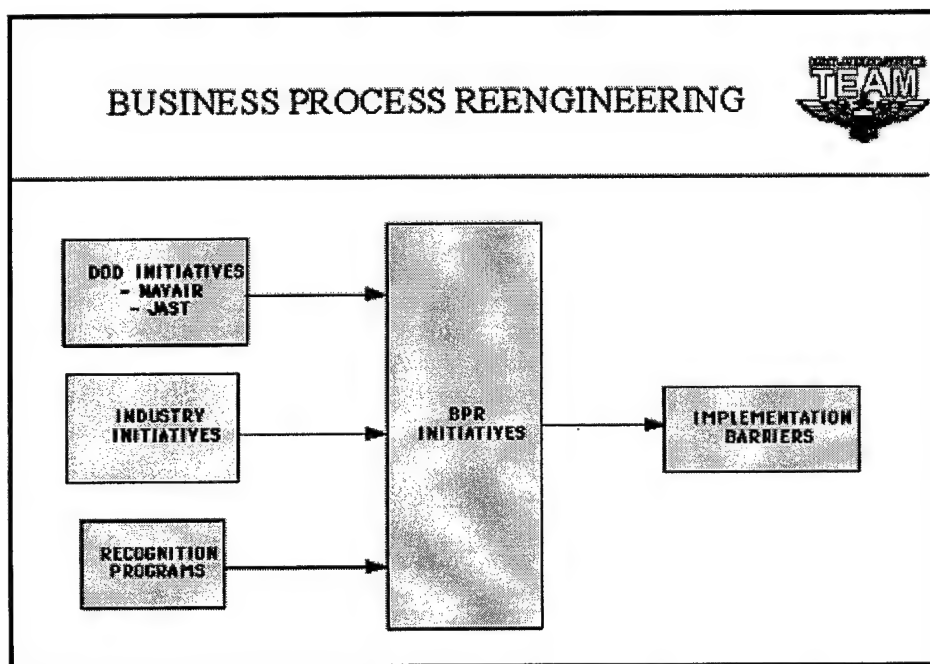 BUSINESS PROCESS REENGINEERING
TEAM
DOD INITIATIVES
- NAVAIR
- JAST
INDUSTRY
INITIATIVES
RECOGNITION
PROGRAMS
BPR
INITIATIVES
IMPLEMENTATION
BARRIERS